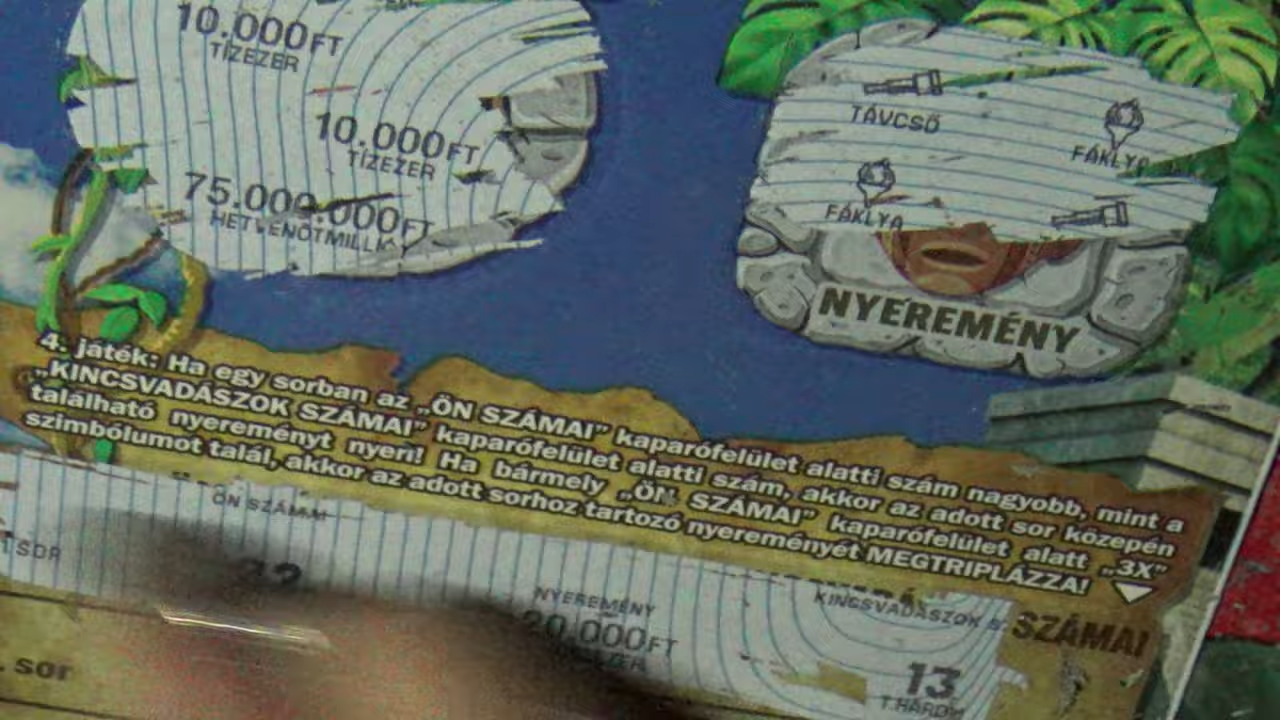 10.000FT
TÍZEZER
10.000FT
TÍZEZER
75.000.000FT
TÁVCSŐ
FÁKLYA
FÁKLYA
NYEREMÉNY
4. játék: Ha egy sorban az „ÖN SZÁMAI” kaparófelület alatti szám nagyobb, mint a
„KINCSVADÁSZOK SZÁMAI” kaparófelület alatti szám, akkor az adott sor közepén
található nyereményt nyeri! Ha bármely „ÖN SZÁMAI” kaparófelület alatt „3X”
szimbólumot talál, akkor az adott sorhoz tartozó nyereményét MEGTRIPLÁZZA!
ÖN SZÁMAI
SOR
NYEREMÉNY
20.000FT
KINCSVADÁSZOK
SZÁMAI
13
sor